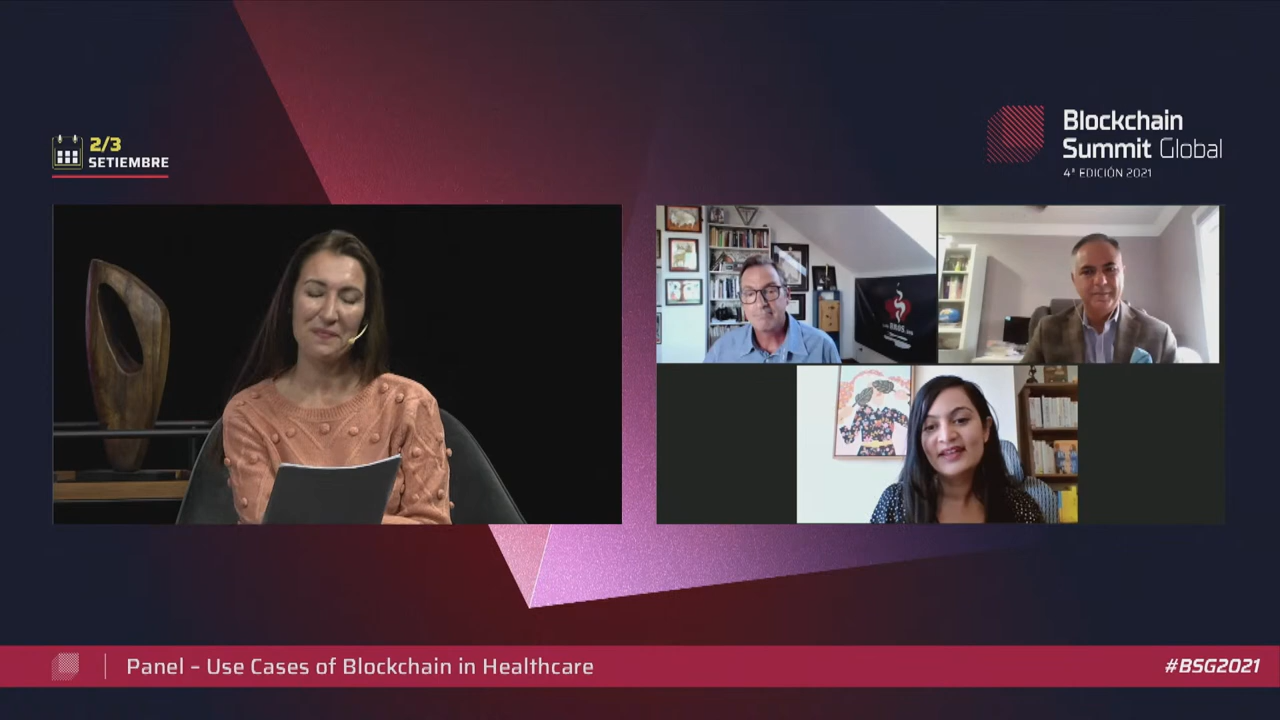 2/3
SETIEMBRE
Blockchain
Summit Global
4ª EDICIÓN 2021
Panel – Use Cases of Blockchain in Healthcare
#BSG2021